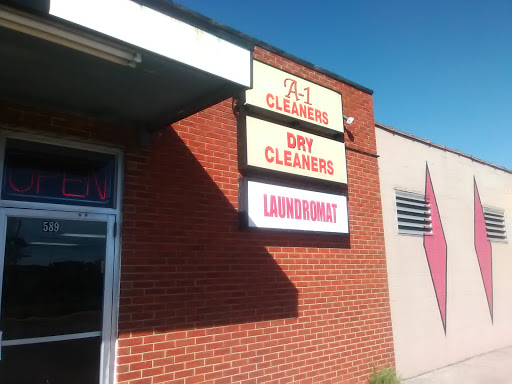 A-1
CLEANERS
DRY
CLEANERS
LAUNDROMAT
OPEN
589